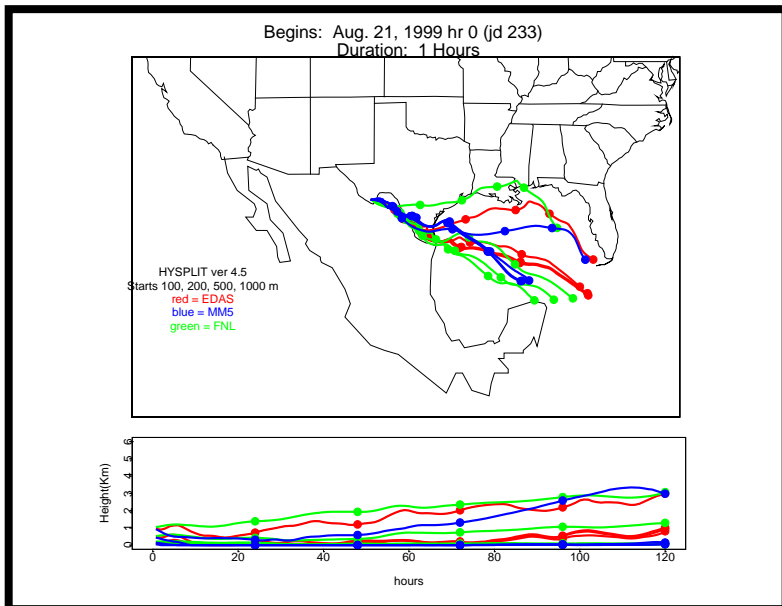 Begins: Aug. 21, 1999 hr 0 (jd 233)
Duration: 1 Hours
HYSPLIT ver 4.5
Starts 100, 200, 500, 1000 m
red = EDAS
blue = MM5
green = FNL
Height(Km)
6
5
4
3
2
1
0
0 20 40 60 80 100 120
hours